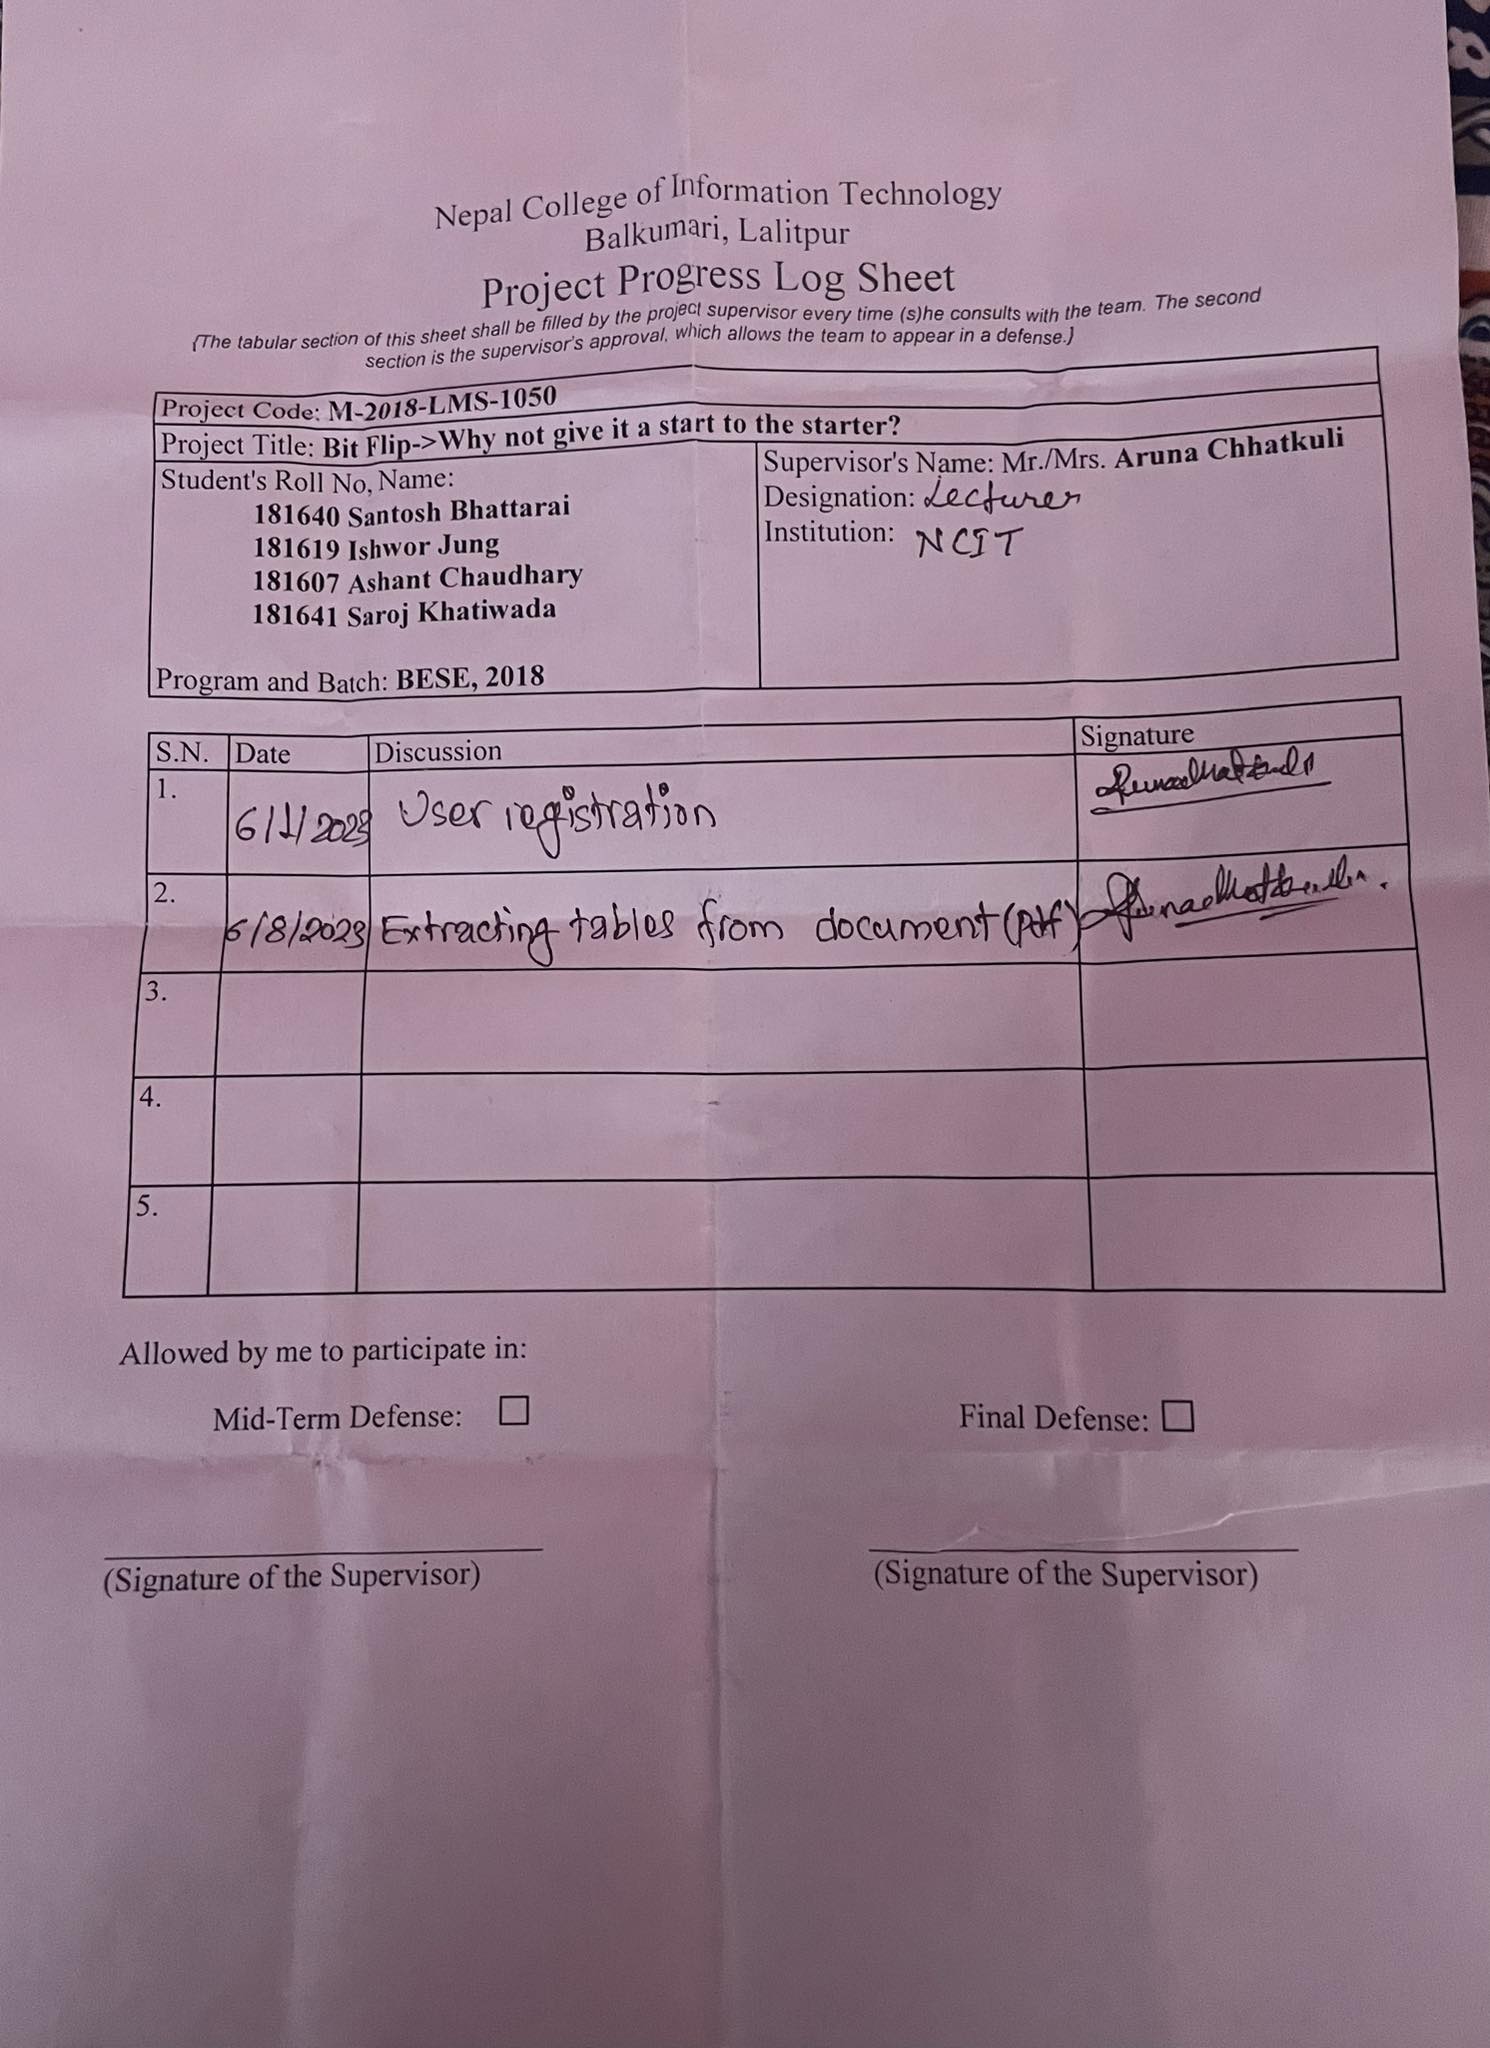 Nepal College of Information Technology
Balkumari, Lalitpur
Project Progress Log Sheet
{The tabular section of this sheet shall be filled by the project supervisor every time (s)he consults with the team. The second
section is the supervisor's approval, which allows the team to appear in a defense.}
Project Code: M-2018-LMS-1050
Project Title: Bit Flip->Why not give it a start to the starter?
Student's Roll No, Name:
181640 Santosh Bhattarai
181619 Ishwor Jung
181607 Ashant Chaudhary
181641 Saroj Khatiwada
Program and Batch: BESE, 2018
Supervisor's Name: Mr./Mrs. Aruna Chhatkuli
Designation: Lecturer
Institution: NCIT
S.N. Date Discussion Signature
1. 6/1/2023 User registration
2. 6/8/2023 Extracting tables from document (pdf)
3.
4.
5.
Allowed by me to participate in:
Mid-Term Defense: Final Defense:
(Signature of the Supervisor) (Signature of the Supervisor)